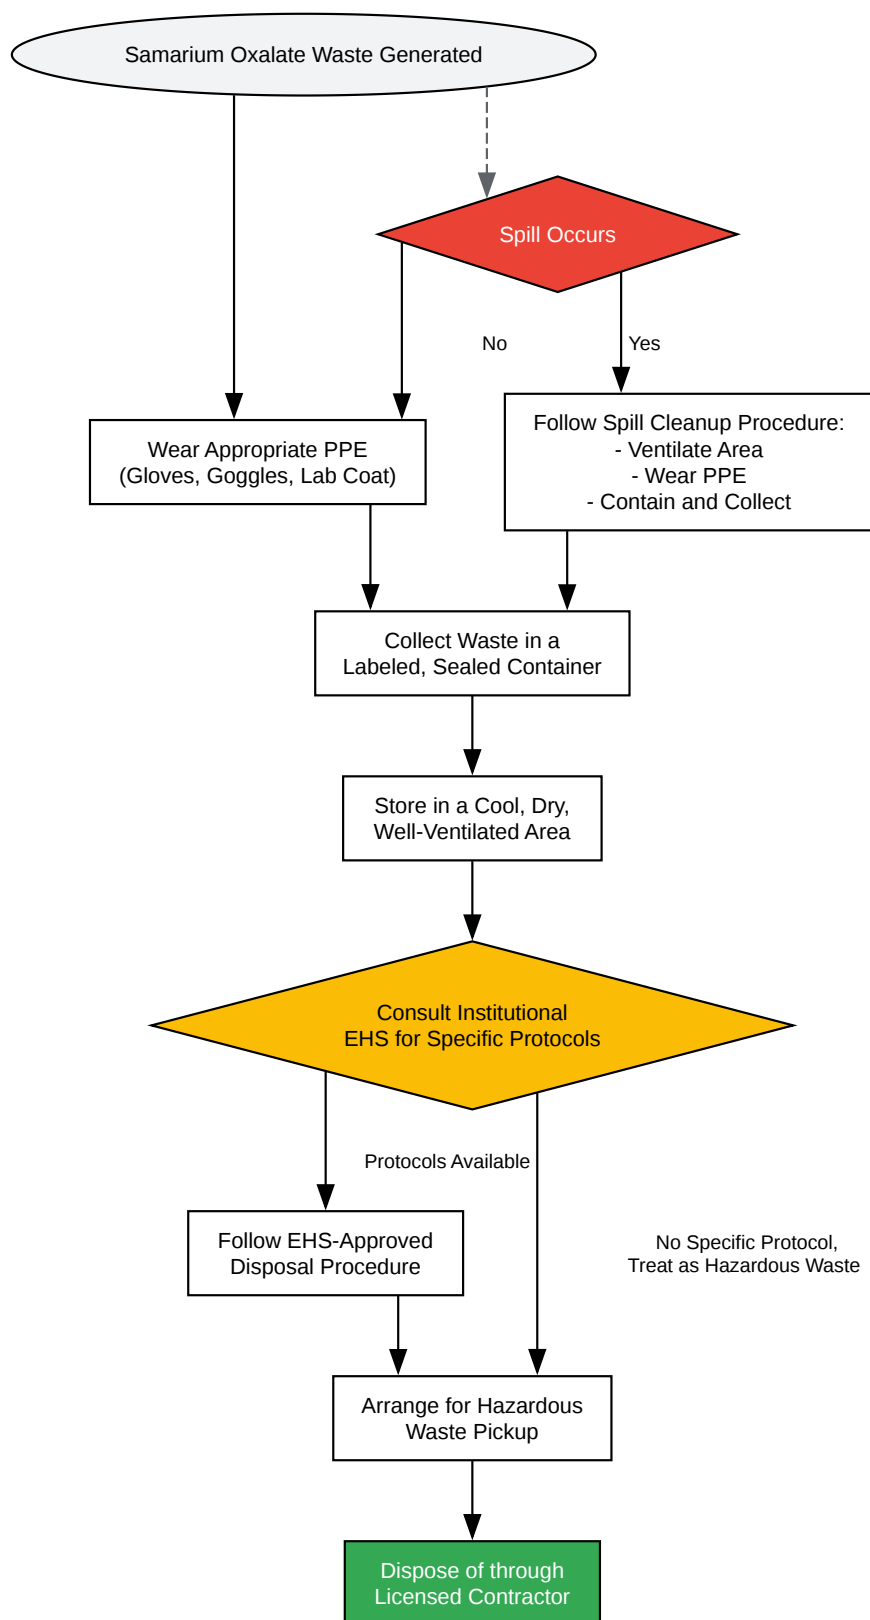 Samarium Oxalate Waste Generated
Spill Occurs
No
Yes
Wear Appropriate PPE
(Gloves, Goggles, Lab Coat)
Follow Spill Cleanup Procedure:
- Ventilate Area
- Wear PPE
- Contain and Collect
Collect Waste in a
Labeled, Sealed Container
Store in a Cool, Dry,
Well-Ventilated Area
Consult Institutional
EHS for Specific Protocols
Protocols Available
Follow EHS-Approved
Disposal Procedure
No Specific Protocol,
Treat as Hazardous Waste
Arrange for Hazardous
Waste Pickup
Dispose of through
Licensed Contractor